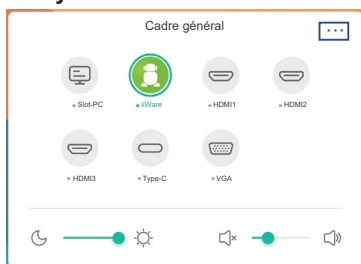 Cadre général
...
Slot-PC
iiWare
HDMI1
HDMI2
HDMI3
Type-C
VGA